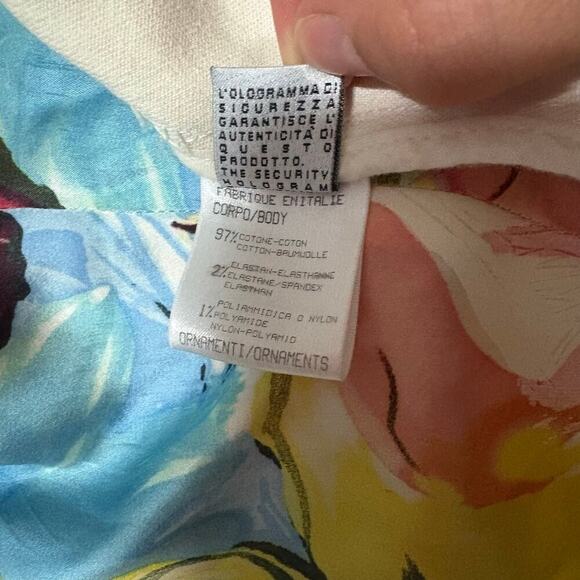 L'OLOGRAMMA DI
SICUREZZA
GARANTISCE L'
AUTENTICITÀ DI
QUESTO
PRODOTTO.
THE SECURITY
HOLOGRAM
FABRIQUE EN ITALIE
CORPO/BODY
97% COTONE-COTON
COTTON-BAUMUOLLE
2% ELASTAN-ELASTHANNE
ELASTANE/SPANDEX
ELASTHAN
1% POLIAMMIDICA O NYLON
POLYAMIDE
NYLON-POLYAMID
ORNAMENTI/ORNAMENTS